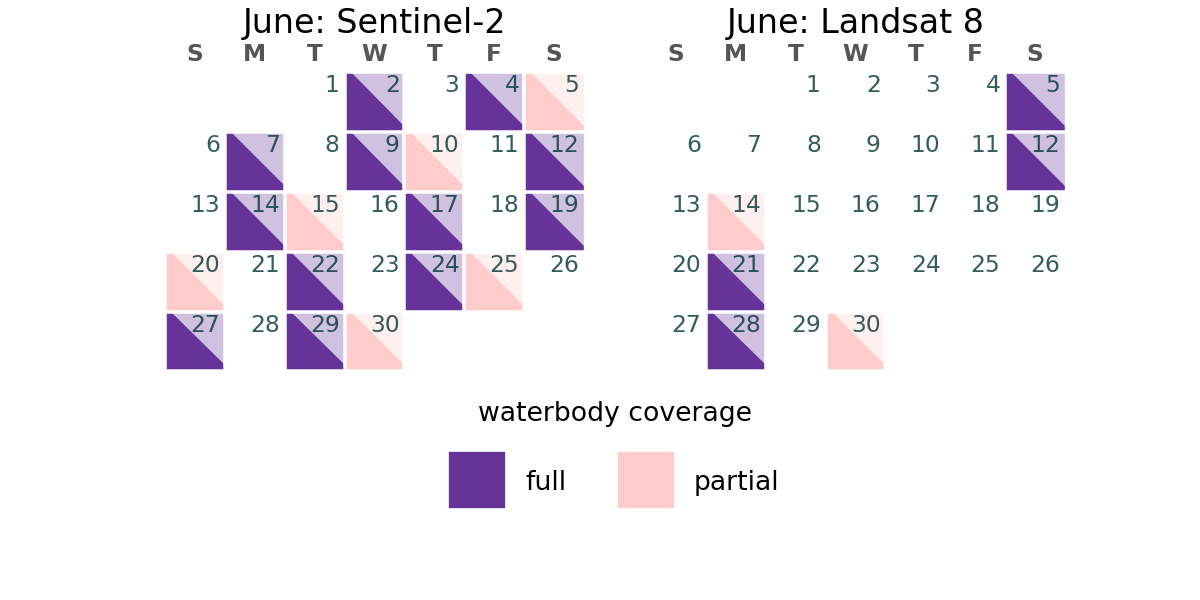 June: Sentinel-2
S M T W T F S
1 2 3 4 5
6 7 8 9 10 11 12
13 14 15 16 17 18 19
20 21 22 23 24 25 26
27 28 29 30
June: Landsat 8
S M T W T F S
1 2 3 4 5
6 7 8 9 10 11 12
13 14 15 16 17 18 19
20 21 22 23 24 25 26
27 28 29 30
waterbody coverage
full partial